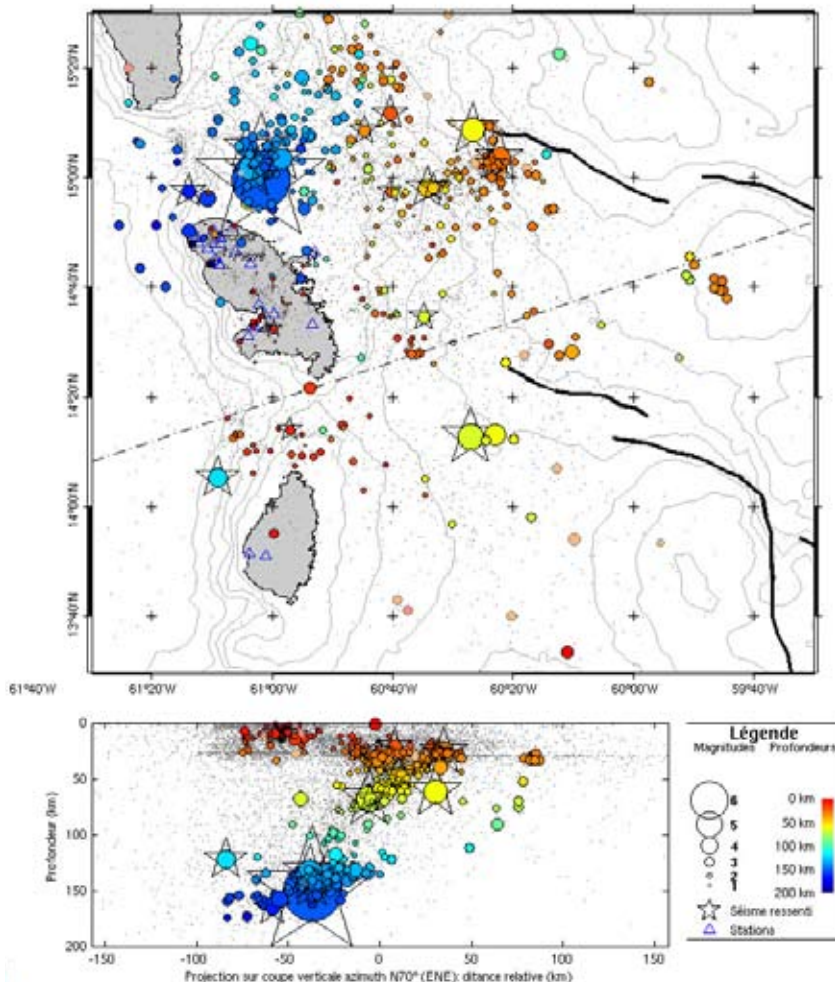 15°20'N
15°00'N
14°40'N
14°20'N
14°00'N
13°40'N
61°40'W 61°20'W 61°00'W 60°40'W 60°20'W 60°00'W 59°40'W
Profondeur (km)
0
50
100
150
200
-150 -100 -50 0 50 100 150
Projection sur coupe verticale azimuth N70° (ENE): ditance relative (km)
Légende
Magnitudes Profondeurs
6
5
4
3
2
1
0 km
50 km
100 km
150 km
200 km
Séisme ressenti
Stations